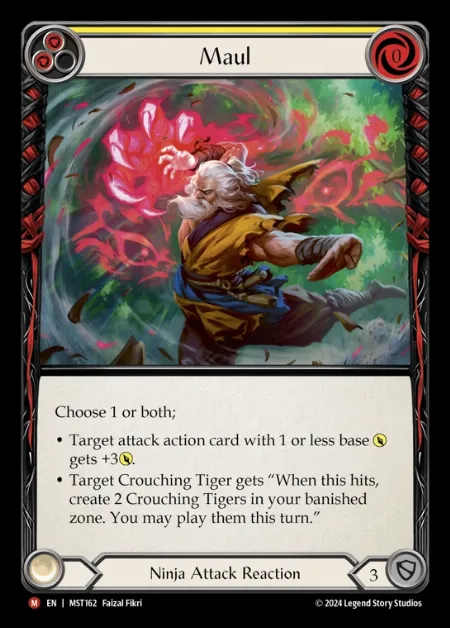 Maul
0
Choose 1 or both;
• Target attack action card with 1 or less base
gets +3.
• Target Crouching Tiger gets “When this hits,
create 2 Crouching Tigers in your banished
zone. You may play them this turn.”
Ninja Attack Reaction
3
M EN | MST162 Faizal Fikri
© 2024 Legend Story Studios